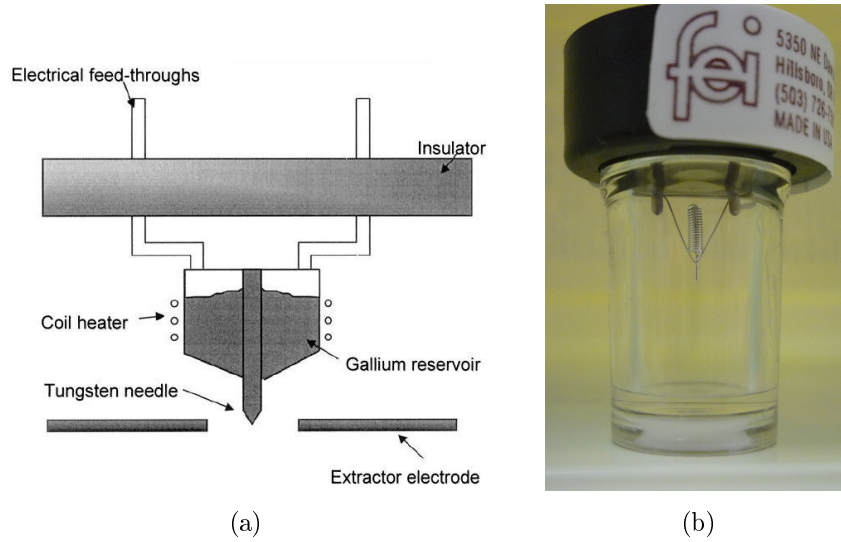 Electrical feed-throughs
Insulator
Coil heater
Gallium reservoir
Tungsten needle
Extractor electrode
(a)
fei
5350 NE
Hillsboro,
(503) 726-
MADE IN USA
(b)